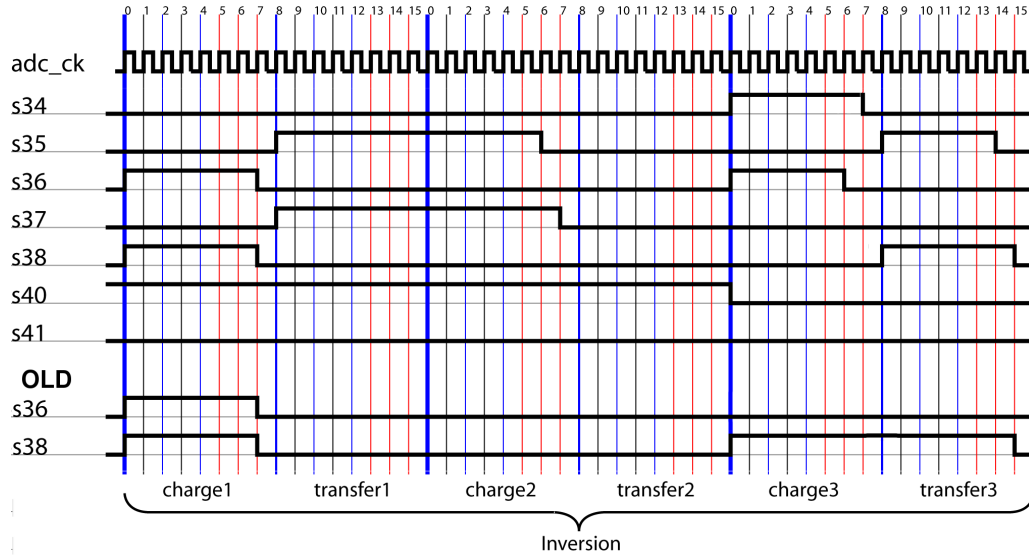 0 1 2 3 4 5 6 7 8 9 10 11 12 13 14 15 0 1 2 3 4 5 6 7 8 9 10 11 12 13 14 15 0 1 2 3 4 5 6 7 8 9 10 11 12 13 14 15
adc_ck
s34
s35
s36
s37
s38
s40
s41
OLD
s36
s38
charge1 transfer1 charge2 transfer2 charge3 transfer3
Inversion